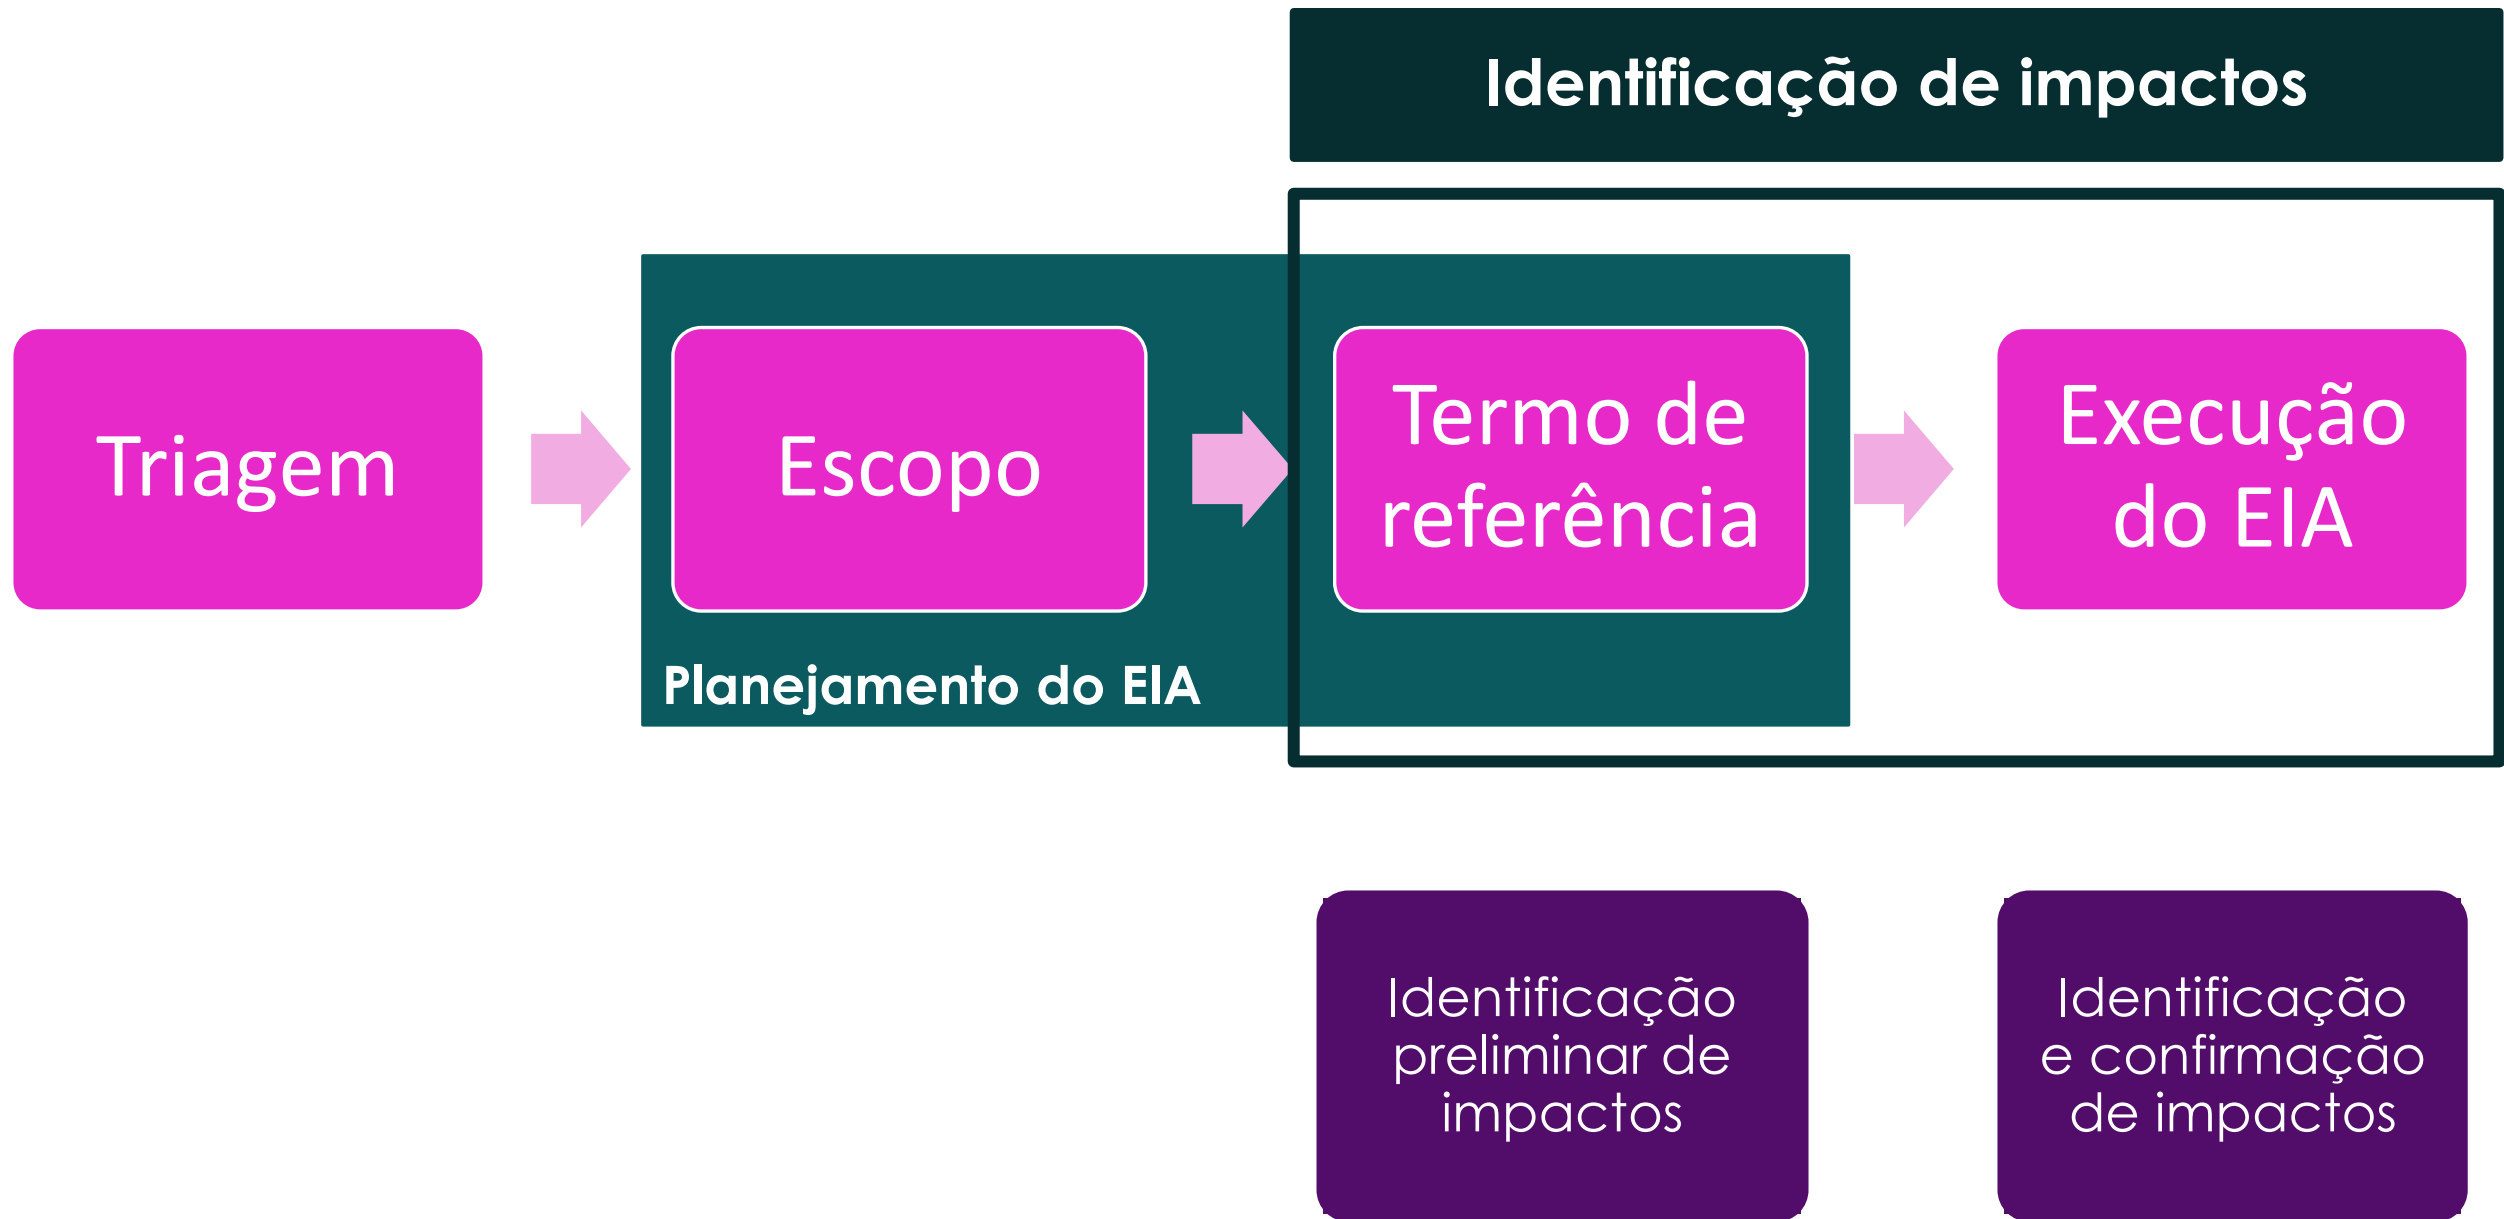 Identificação de impactos
Triagem
Escopo
Termo de
referência
Execução
do EIA
Planejamento do EIA
Identificação
preliminar de
impactos
Identificação
e confirmação
de impactos